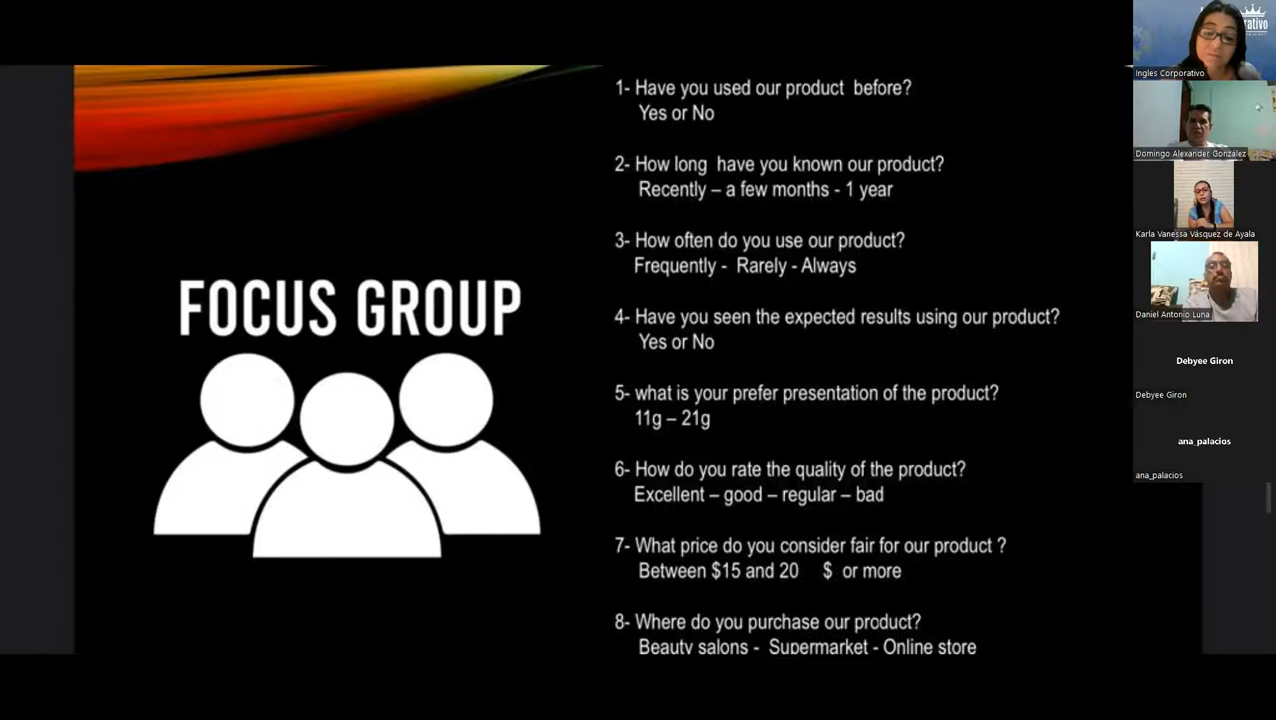 FOCUS GROUP
1- Have you used our product before?
Yes or No
2- How long have you known our product?
Recently – a few months - 1 year
3- How often do you use our product?
Frequently - Rarely - Always
4- Have you seen the expected results using our product?
Yes or No
5- what is your prefer presentation of the product?
11g – 21g
6- How do you rate the quality of the product?
Excellent – good – regular – bad
7- What price do you consider fair for our product ?
Between $15 and 20 $ or more
8- Where do you purchase our product?
Beauty salons - Supermarket - Online store
Ingles Corporativo
Domingo Alexander González
Karla Vanessa Vásquez de Ayala
Daniel Antonio Luna
Debyee Giron
Debyee Giron
ana_palacios
ana_palacios